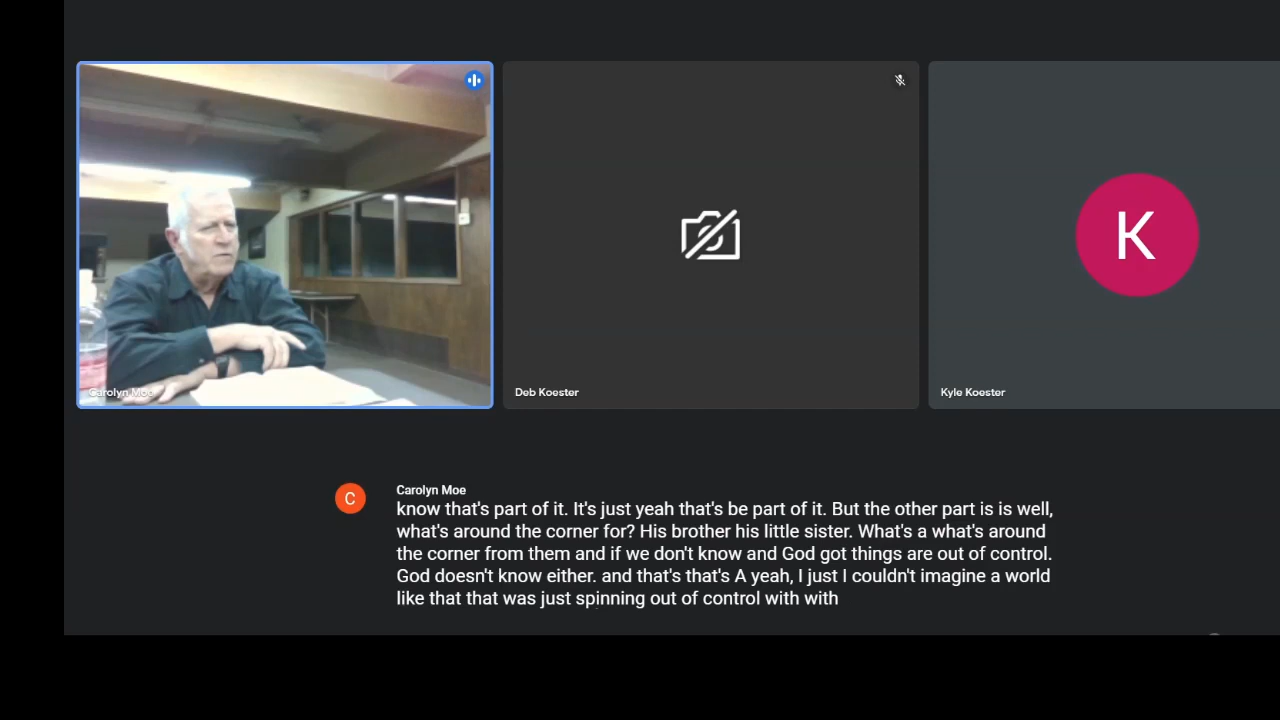 Carolyn Moe
Deb Koester
K
Kyle Koester
C
Carolyn Moe
know that's part of it. It's just yeah that's be part of it. But the other part is is well,
what's around the corner for? His brother his little sister. What's a what's around
the corner from them and if we don't know and God got things are out of control.
God doesn't know either. and that's that's A yeah, I just I couldn't imagine a world
like that that was just spinning out of control with with